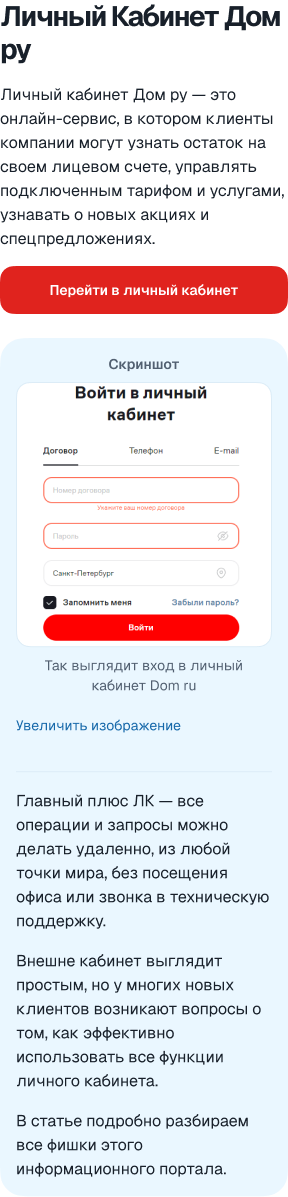 Личный Кабинет Дом
ру
Личный кабинет Дом ру — это
онлайн-сервис, в котором клиенты
компании могут узнать остаток на
своем лицевом счете, управлять
подключенным тарифом и услугами,
узнавать о новых акциях и
спецпредложениях.
Перейти в личный кабинет
Скриншот
Войти в личный
кабинет
Договор Телефон E-mail
Номер договора
Укажите ваш номер договора
Пароль
Санкт-Петербург
Запомнить меня Забыли пароль?
Войти
Так выглядит вход в личный
кабинет Dom ru
Увеличить изображение
Главный плюс ЛК — все
операции и запросы можно
делать удаленно, из любой
точки мира, без посещения
офиса или звонка в техническую
поддержку.
Внешне кабинет выглядит
простым, но у многих новых
клиентов возникают вопросы о
том, как эффективно
использовать все функции
личного кабинета.
В статье подробно разбираем
все фишки этого
информационного портала.